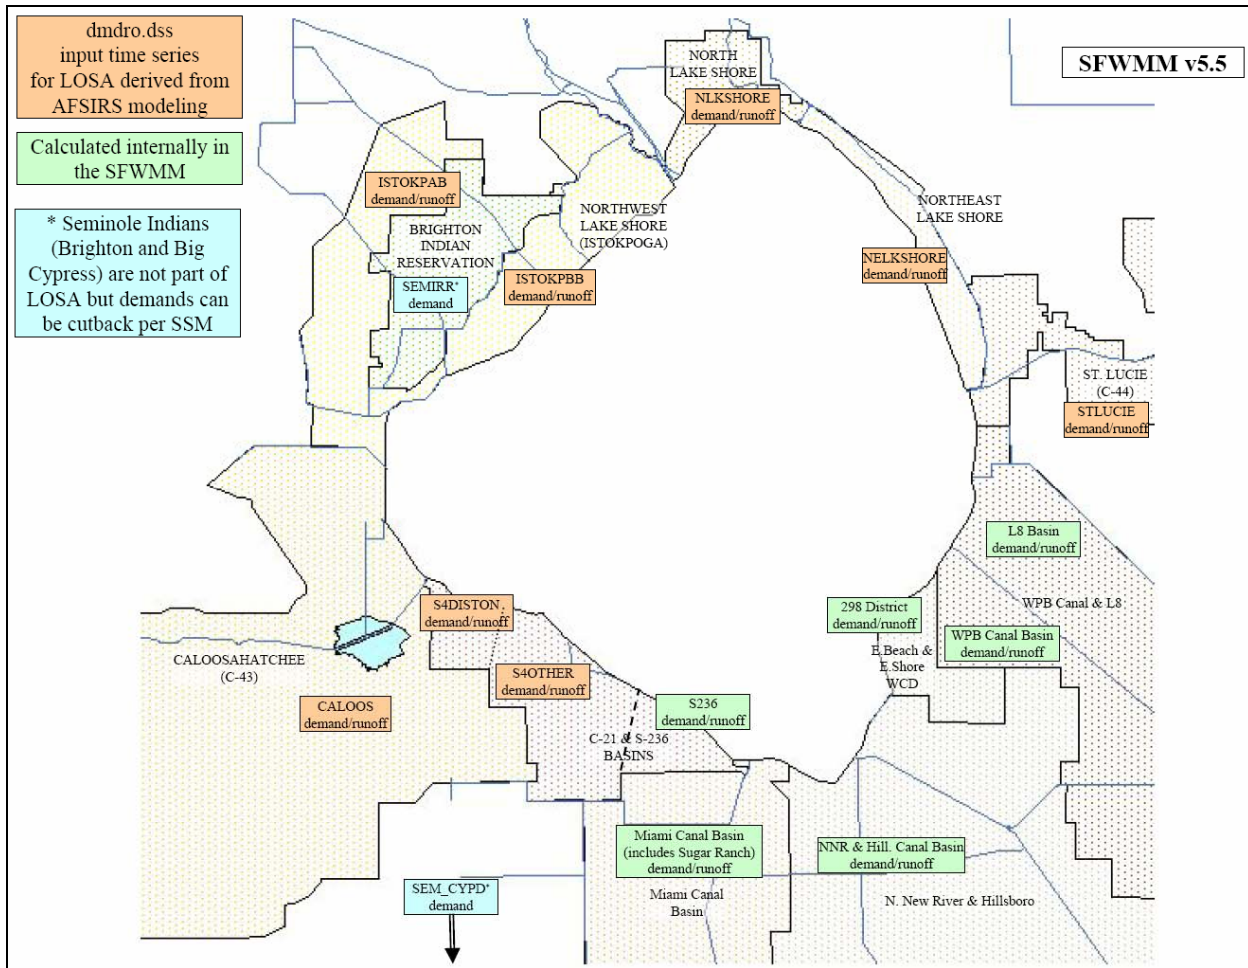 dmdro.dss
input time series
for LOSA derived from
AFSIRS modeling
Calculated internally in
the SFWMM
* Seminole Indians
(Brighton and Big
Cypress) are not part of
LOSA but demands can
be cutback per SSM
SFWMM v5.5
NORTH
LAKE SHORE
NLKSHORE
demand/runoff
ISTOKPAB
demand/runoff
BRIGHTON
INDIAN
RESERVATION
SEMIRR*
demand
NORTHWEST
LAKE SHORE
(ISTOKPOGA)
ISTOKPBB
demand/runoff
NORTHEAST
LAKE SHORE
NELKSHORE
demand/runoff
ST. LUCIE
(C-44)
STLUCIE
demand/runoff
L8 Basin
demand/runoff
WPB Canal & L8
298 District
demand/runoff
WPB Canal Basin
demand/runoff
E.Beach &
E.Shore
WCD
S4DISTON
demand/runoff
CALOOSAHATCHEE
(C-43)
S4OTHER
demand/runoff
CALOOS
demand/runoff
S236
demand/runoff
C-21 & S-236
BASINS
Miami Canal Basin
(includes Sugar Ranch)
demand/runoff
Miami Canal
Basin
NNR & Hill. Canal Basin
demand/runoff
N. New River & Hillsboro
SEM_CYPD*
demand